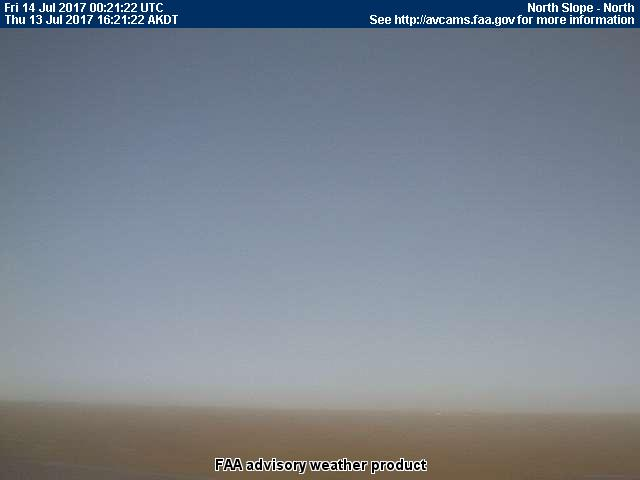 Fri 14 Jul 2017 00:21:22 UTC
North Slope - North
Thu 13 Jul 2017 16:21:22 AKDT
See http://avcams.faa.gov for more information
FAA advisory weather product